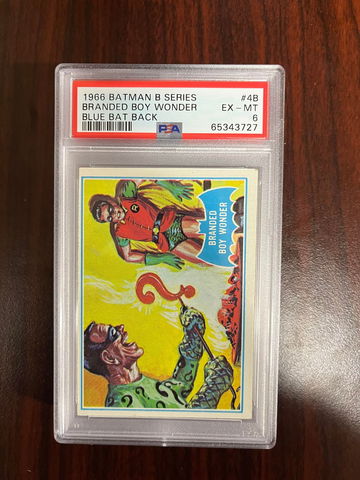 1966 BATMAN B SERIES #4B
BRANDED BOY WONDER EX - MT
BLUE BAT BACK 6
PSA 65343727
R
BRANDED
BOY WONDER
?